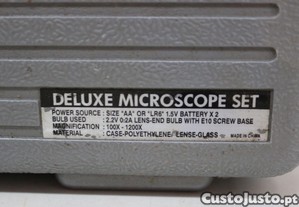 DELUXE MICROSCOPE SET
POWER SOURCE : SIZE "AA" OR "LR6" 1.5V BATTERY X 2
BULB USED : 2.2V 0.2A LENS-END BULB WITH E10 SCREW BASE
MAGNIFICATION : 100X - 1200X
MATERIAL : CASE-POLYETHYLENE/ LENSE-GLASS MADE IN CHINA
CustoJusto.pt